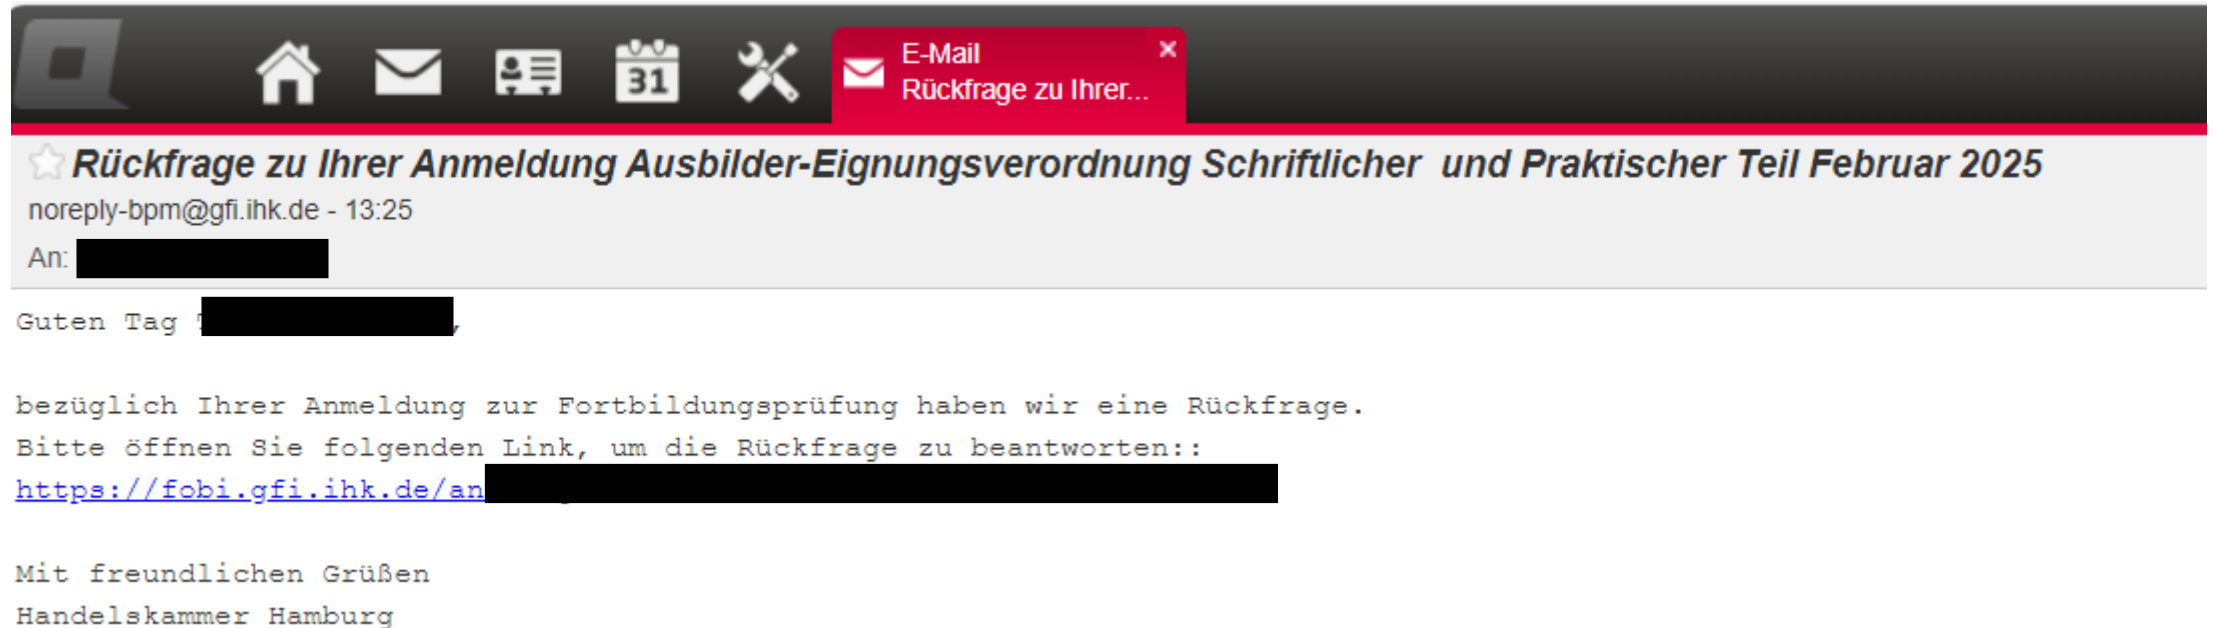 31
E-Mail
Rückfrage zu Ihrer...
Rückfrage zu Ihrer Anmeldung Ausbilder-Eignungsverordnung Schriftlicher und Praktischer Teil Februar 2025
noreply-bpm@gfi.ihk.de - 13:25
An:
Guten Tag ,
bezüglich Ihrer Anmeldung zur Fortbildungsprüfung haben wir eine Rückfrage.
Bitte öffnen Sie folgenden Link, um die Rückfrage zu beantworten::
https://fobi.gfi.ihk.de/an
Mit freundlichen Grüßen
Handelskammer Hamburg